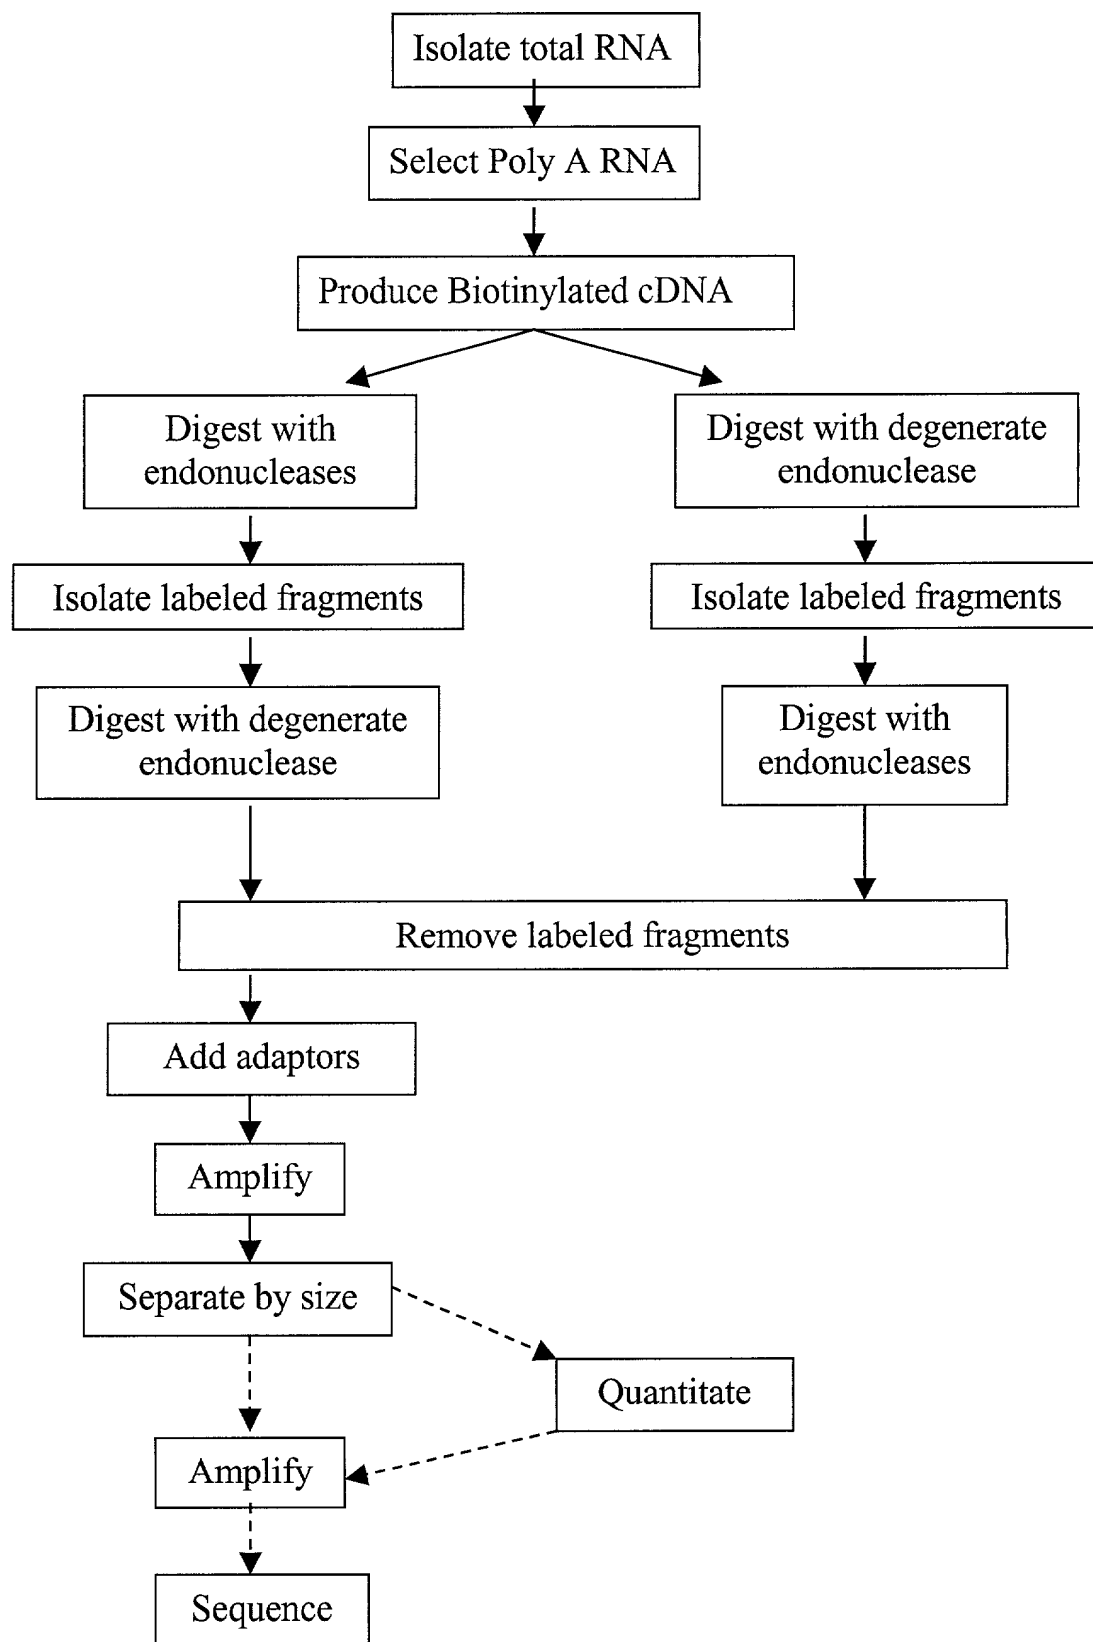 Isolate total RNA
Select Poly A RNA
Produce Biotinylated cDNA
Digest with
endonucleases
Digest with degenerate
endonuclease
Isolate labeled fragments
Isolate labeled fragments
Digest with degenerate
endonuclease
Digest with
endonucleases
Remove labeled fragments
Add adaptors
Amplify
Separate by size
Quantitate
Amplify
Sequence